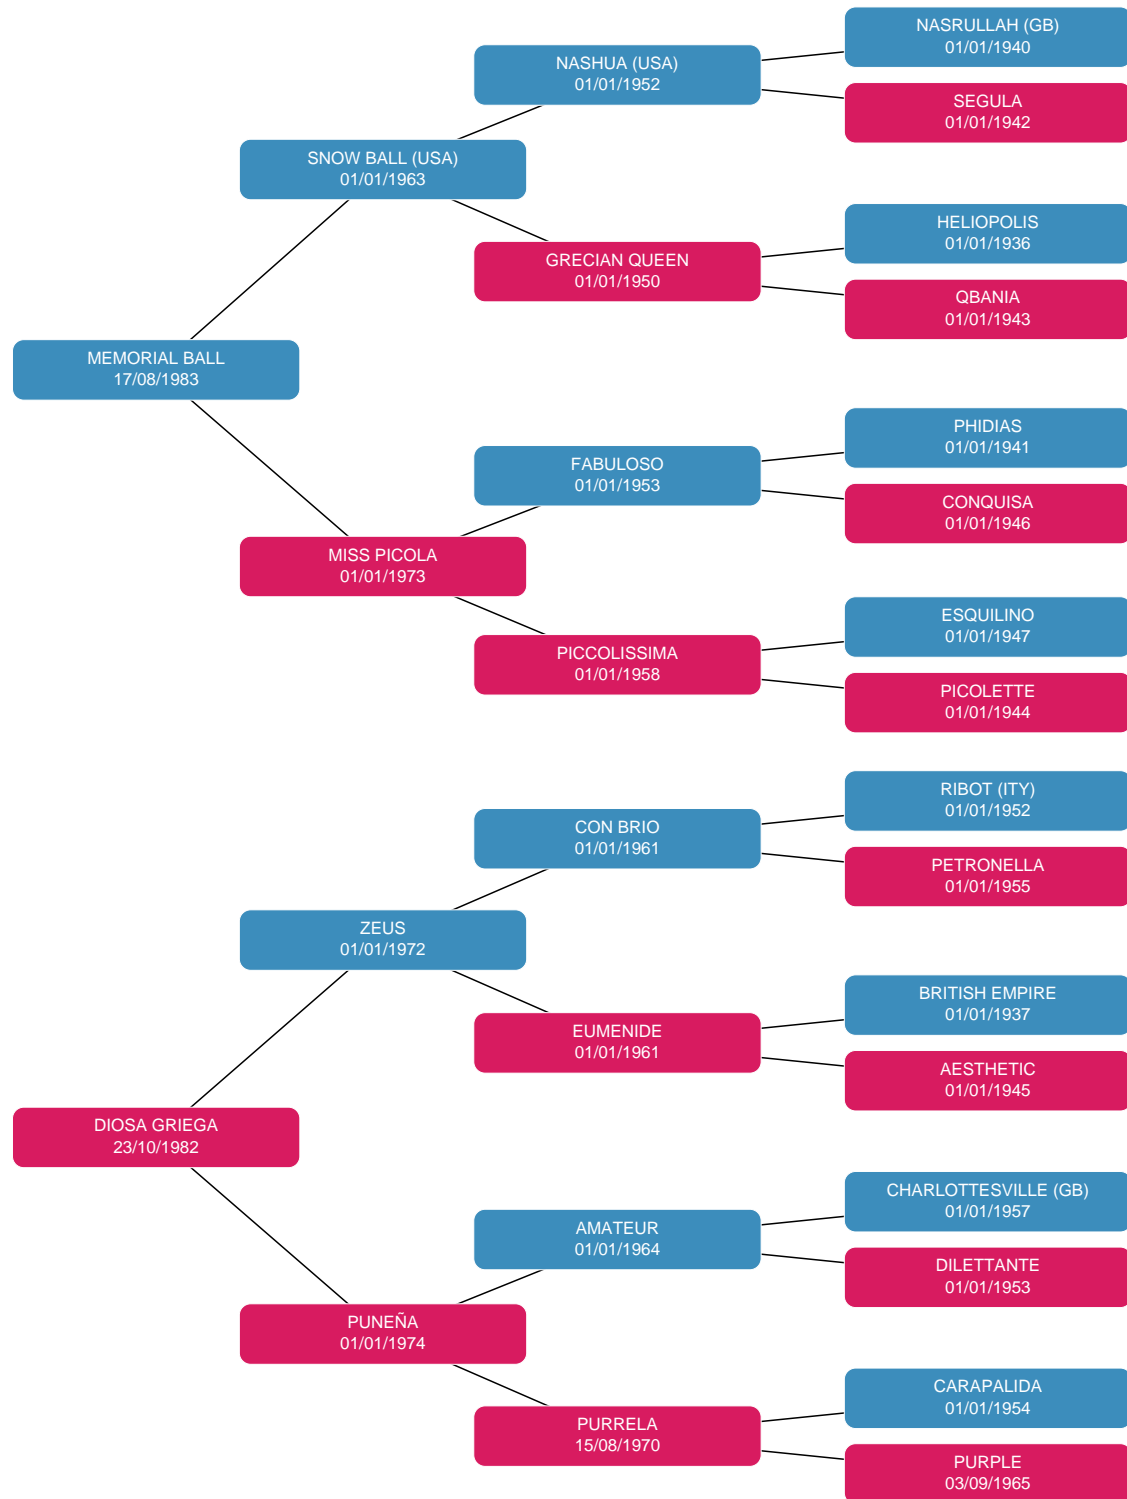 NASRULLAH (GB)
01/01/1940
NASHUA (USA)
01/01/1952
SEGULA
01/01/1942
SNOW BALL (USA)
01/01/1963
HELIOPOLIS
01/01/1936
GRECIAN QUEEN
01/01/1950
QBANIA
01/01/1943
MEMORIAL BALL
17/08/1983
PHIDIAS
01/01/1941
FABULOSO
01/01/1953
CONQUISA
01/01/1946
MISS PICOLA
01/01/1973
ESQUILINO
01/01/1947
PICCOLISSIMA
01/01/1958
PICOLETTE
01/01/1944
RIBOT (ITY)
01/01/1952
CON BRIO
01/01/1961
PETRONELLA
01/01/1955
ZEUS
01/01/1972
BRITISH EMPIRE
01/01/1937
EUMENIDE
01/01/1961
AESTHETIC
01/01/1945
DIOSA GRIEGA
23/10/1982
CHARLOTTESVILLE (GB)
01/01/1957
AMATEUR
01/01/1964
DILETTANTE
01/01/1953
PUNEÑA
01/01/1974
CARAPALIDA
01/01/1954
PURRELA
15/08/1970
PURPLE
03/09/1965